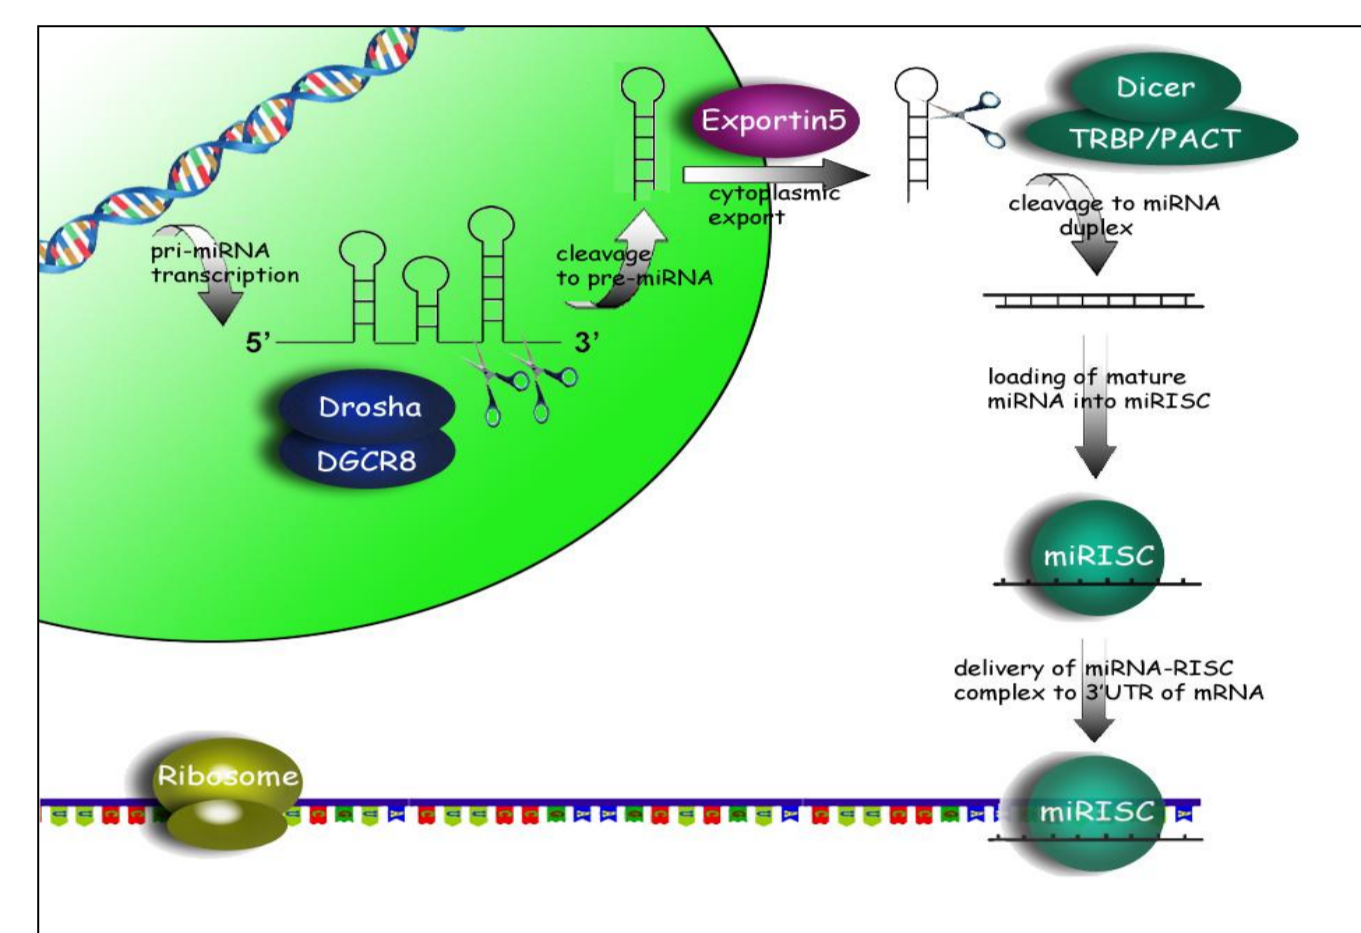 Exportin5
Dicer
TRBP/PACT
cytoplasmic
export
cleavage to miRNA
duplex
pri-miRNA
transcription
cleavage
to pre-miRNA
5’ 3’
Drosha
DGCR8
loading of mature
miRNA into miRISC
miRISC
delivery of miRNA-RISC
complex to 3’UTR of mRNA
Ribosome
miRISC